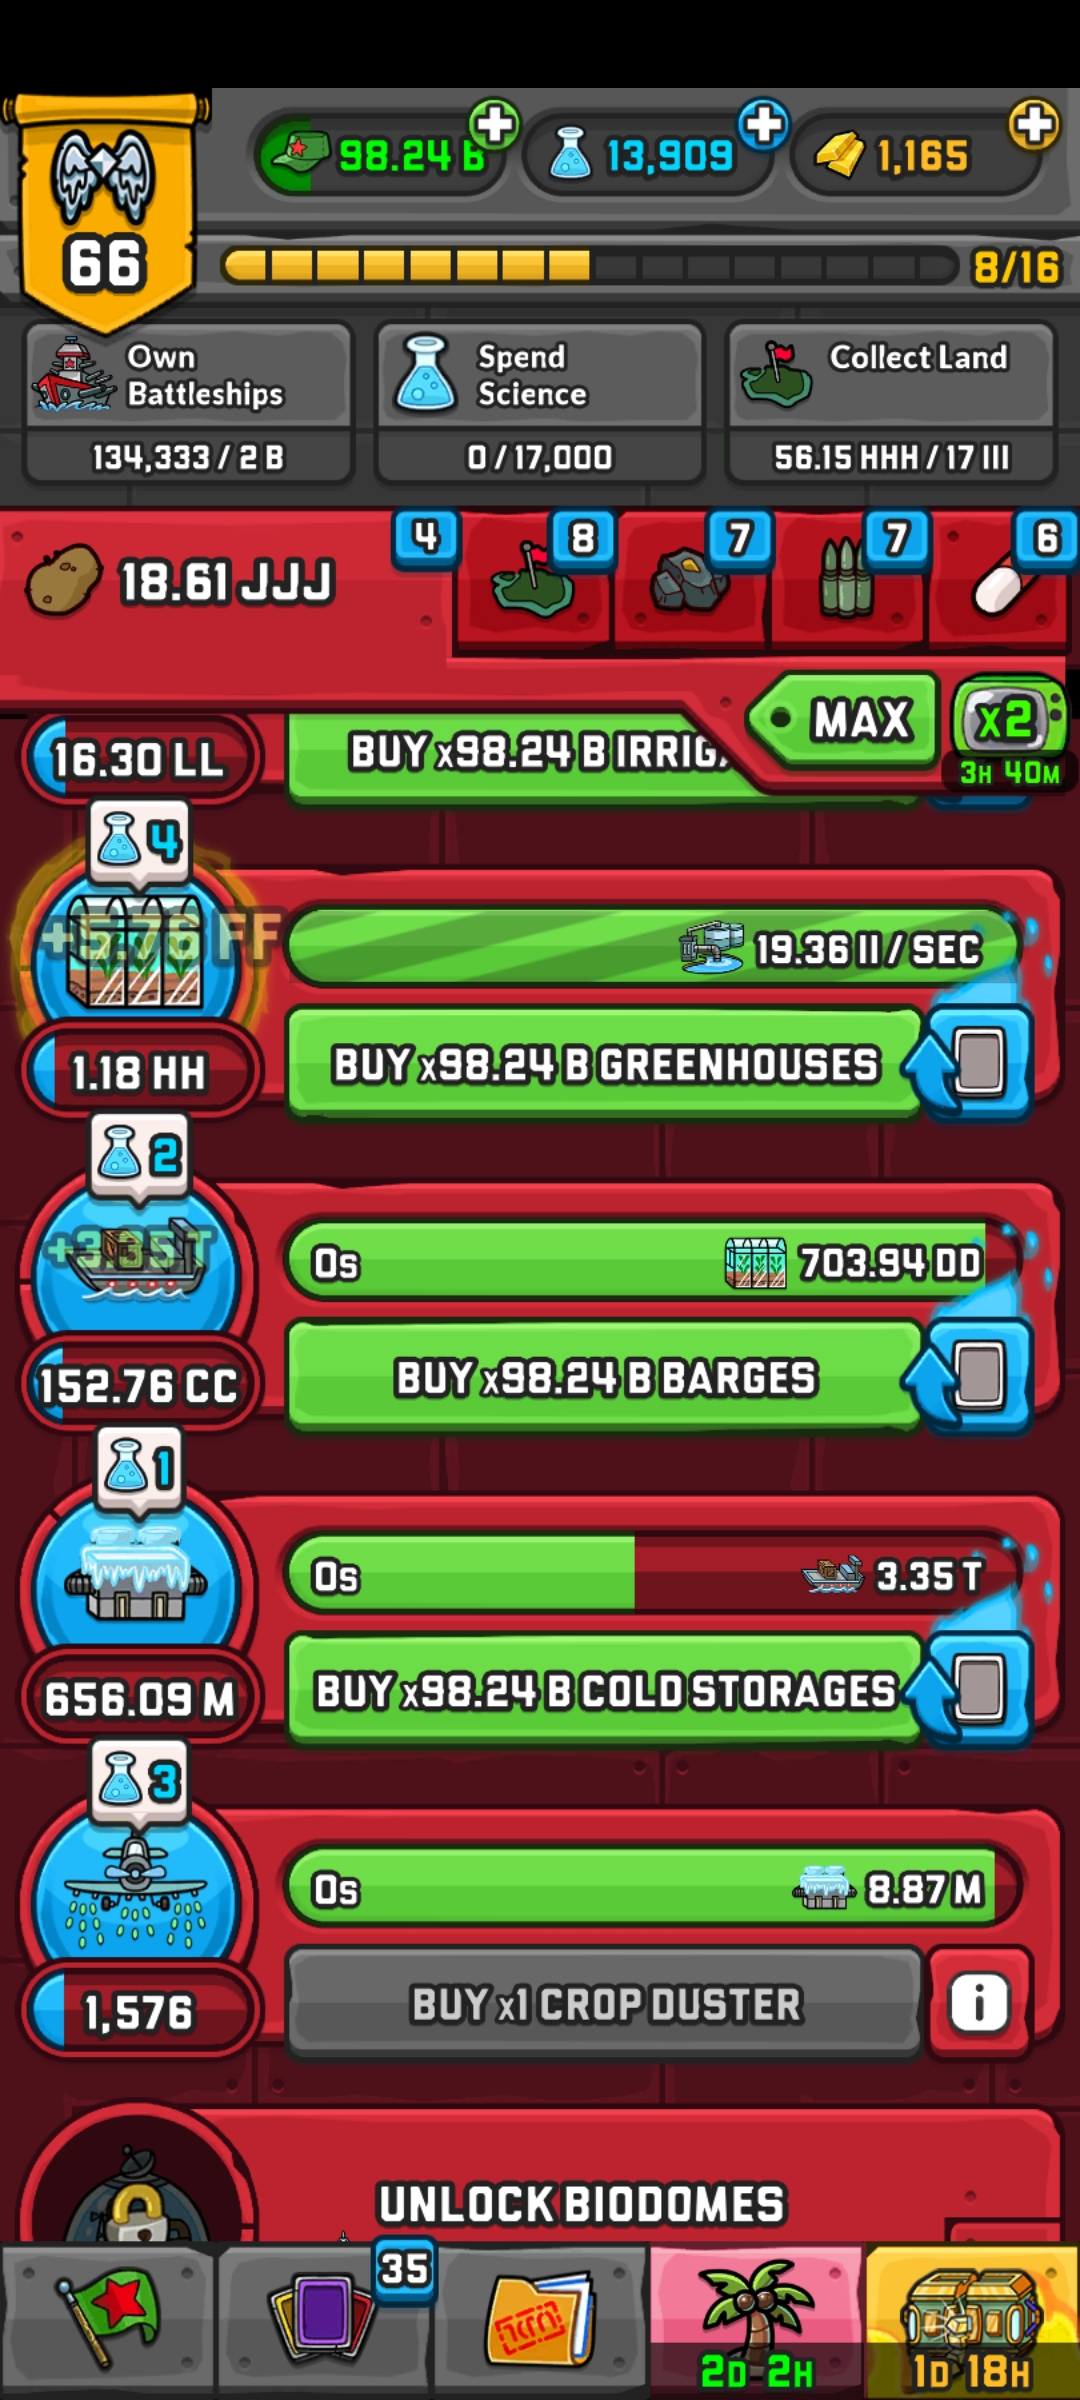 98.24 B
13,909
1,165
66
8/16
Own
Battleships
134,333 / 2 B
Spend
Science
0 / 17,000
Collect Land
56.15 HHH / 17 III
18.61 JJJ
4
8
7
7
6
MAX
x2
3H 40M
16.30 LL
BUY x98.24 B
4
+5.76 FF
19.36 II / SEC
1.18 HH
BUY x98.24 B GREENHOUSES
2
+3.35 T
0s
703.94 DD
152.76 CC
BUY x98.24 B BARGES
1
0s
3.35 T
656.09 M
BUY x98.24 B COLD STORAGES
3
0s
8.87 M
1,576
BUY x1 CROP DUSTER
i
UNLOCK BIODOMES
35
2D 2H
1D 18H